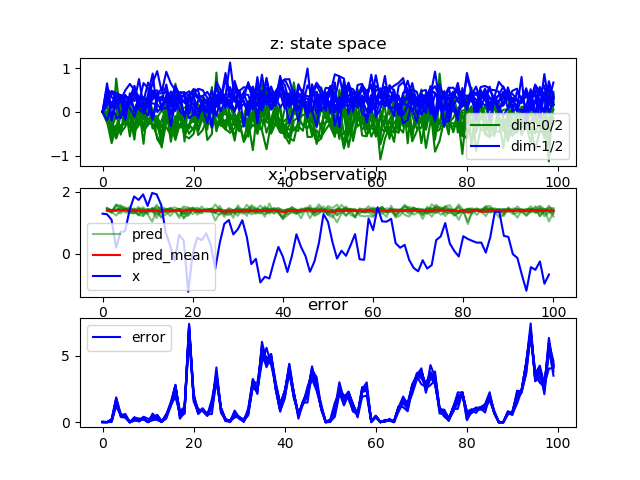 z: state space
1
0
−1
dim-0/2
dim-1/2
0 20 40 60 80 100
x: observation
2
0
pred
pred_mean
x
0 20 40 60 80 100
error
5
0
error
0 20 40 60 80 100